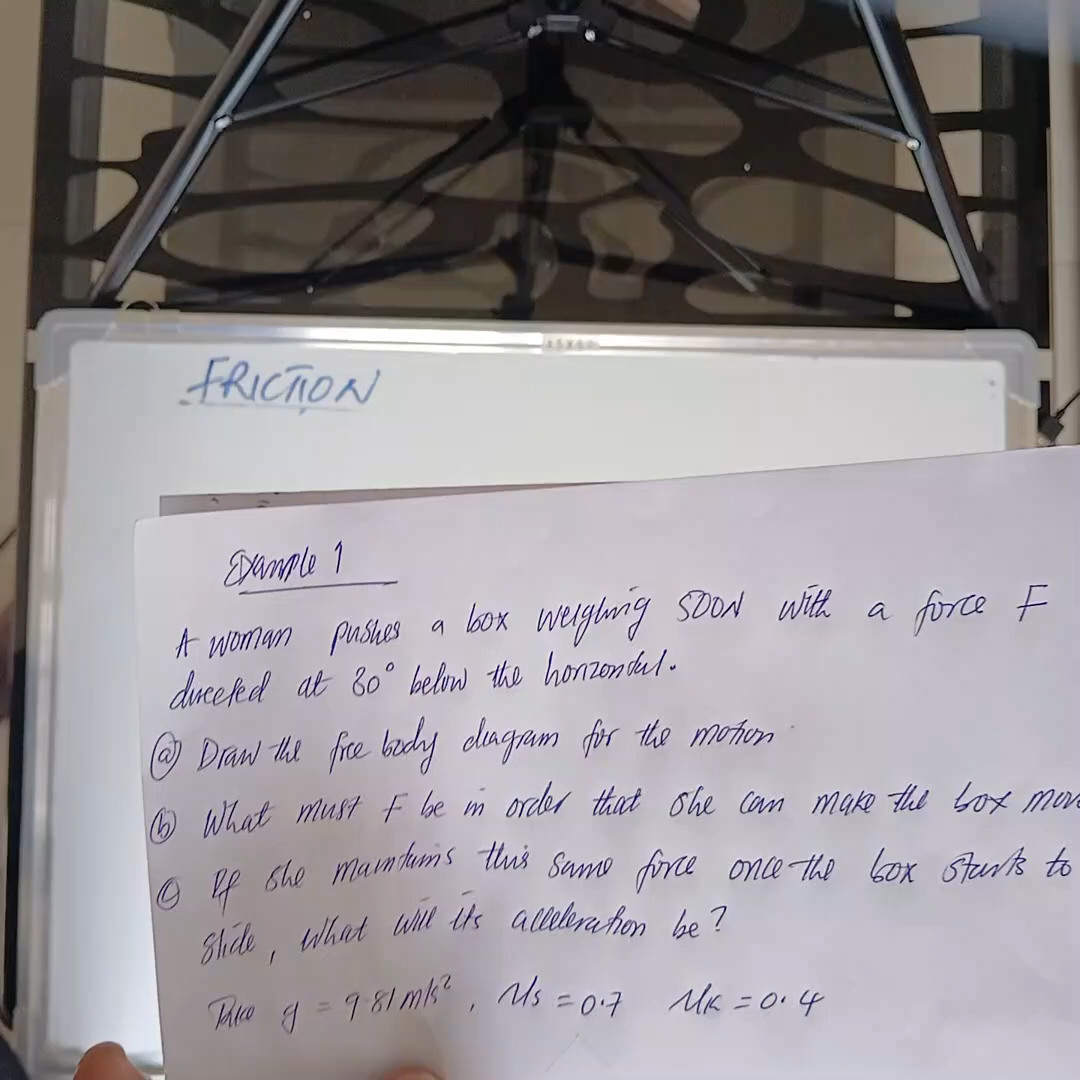 FRICTION
Example 1
A woman pushes a box weighing 500N with a force F
directed at 30° below the horizontal.
(a) Draw the free body diagram for the motion
(b) What must F be in order that she can make the box move
(c) If she maintains this same force once the box starts to
slide, what will its acceleration be?
Take g = 9.81 m/s², Ms = 0.7 Mk = 0.4